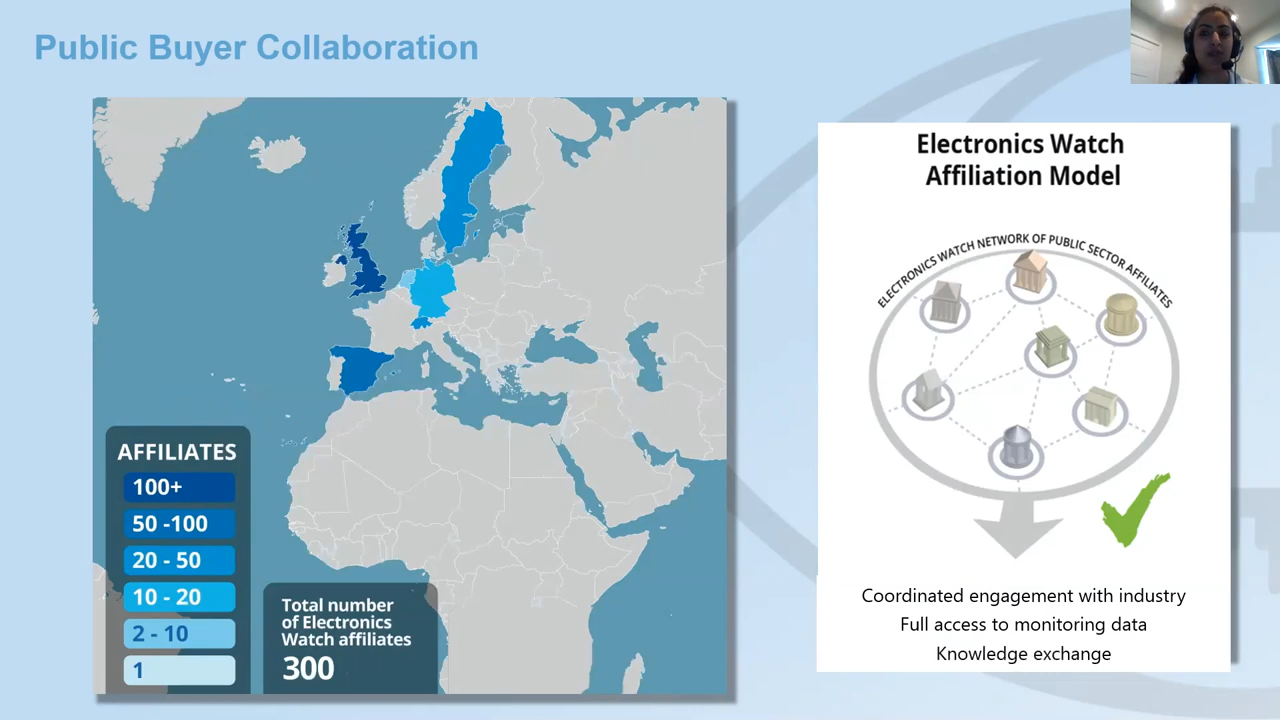 Public Buyer Collaboration
AFFILIATES
100+
50 -100
20 - 50
10 - 20
2 - 10
1
Total number
of Electronics
Watch affiliates
300
Electronics Watch
Affiliation Model
ELECTRONICS WATCH NETWORK OF PUBLIC SECTOR AFFILIATES
Coordinated engagement with industry
Full access to monitoring data
Knowledge exchange